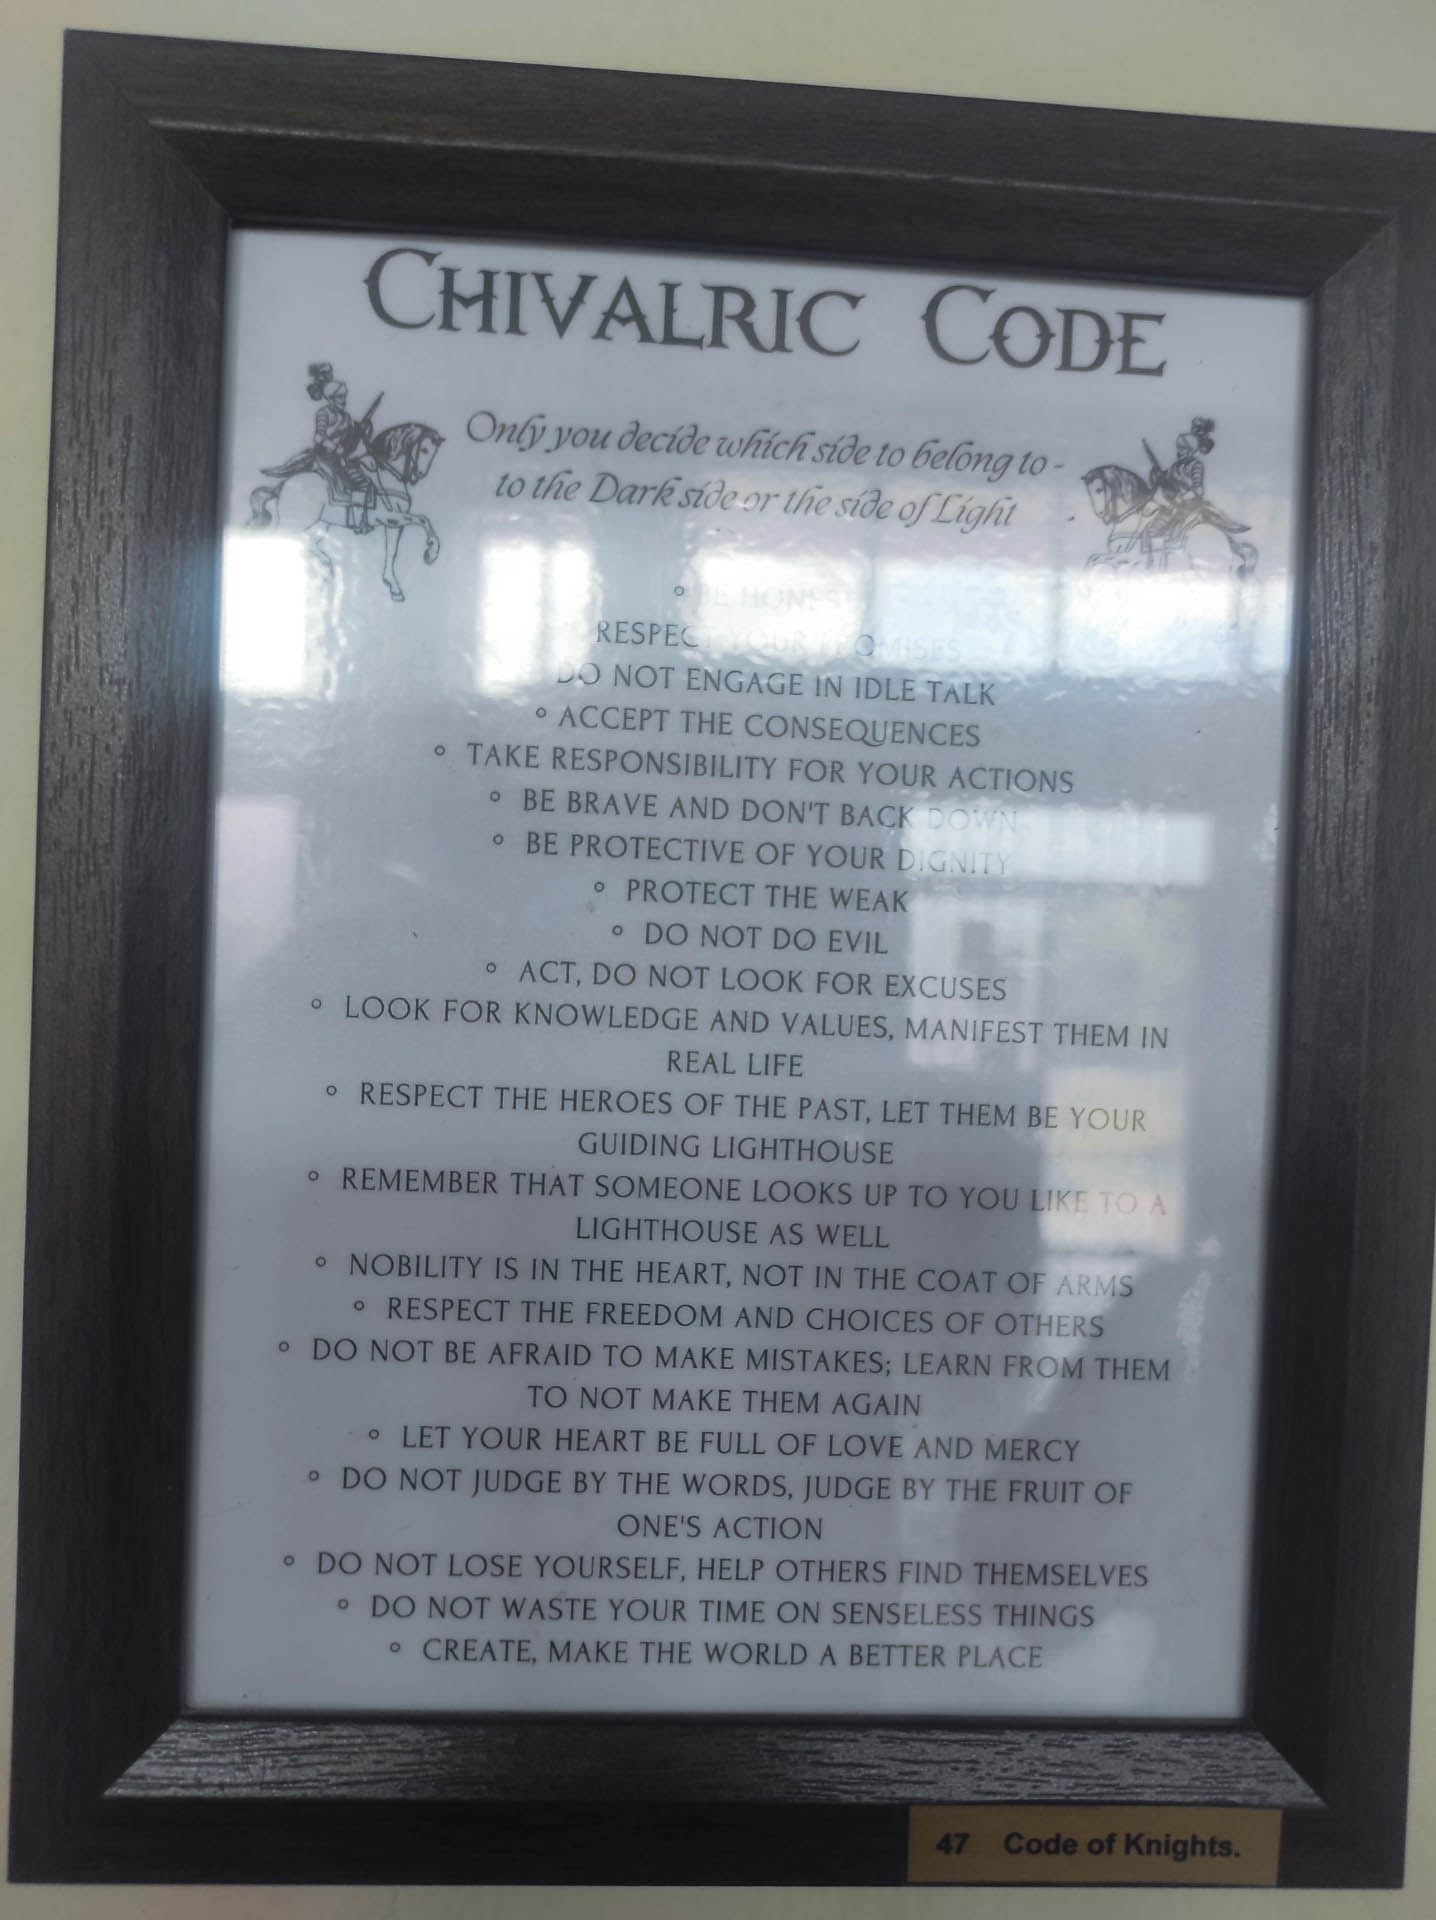 CHIVALRIC CODE
Only you decide which side to belong to -
to the Dark side or the side of Light
° BE HONEST
RESPECT YOUR PROMISES
DO NOT ENGAGE IN IDLE TALK
° ACCEPT THE CONSEQUENCES
° TAKE RESPONSIBILITY FOR YOUR ACTIONS
° BE BRAVE AND DON'T BACK DOWN
° BE PROTECTIVE OF YOUR DIGNITY
° PROTECT THE WEAK
° DO NOT DO EVIL
° ACT, DO NOT LOOK FOR EXCUSES
° LOOK FOR KNOWLEDGE AND VALUES, MANIFEST THEM IN
REAL LIFE
° RESPECT THE HEROES OF THE PAST, LET THEM BE YOUR
GUIDING LIGHTHOUSE
° REMEMBER THAT SOMEONE LOOKS UP TO YOU LIKE TO A
LIGHTHOUSE AS WELL
° NOBILITY IS IN THE HEART, NOT IN THE COAT OF ARMS
° RESPECT THE FREEDOM AND CHOICES OF OTHERS
° DO NOT BE AFRAID TO MAKE MISTAKES; LEARN FROM THEM
TO NOT MAKE THEM AGAIN
° LET YOUR HEART BE FULL OF LOVE AND MERCY
° DO NOT JUDGE BY THE WORDS, JUDGE BY THE FRUIT OF
ONE'S ACTION
° DO NOT LOSE YOURSELF, HELP OTHERS FIND THEMSELVES
° DO NOT WASTE YOUR TIME ON SENSELESS THINGS
° CREATE, MAKE THE WORLD A BETTER PLACE
47 Code of Knights.